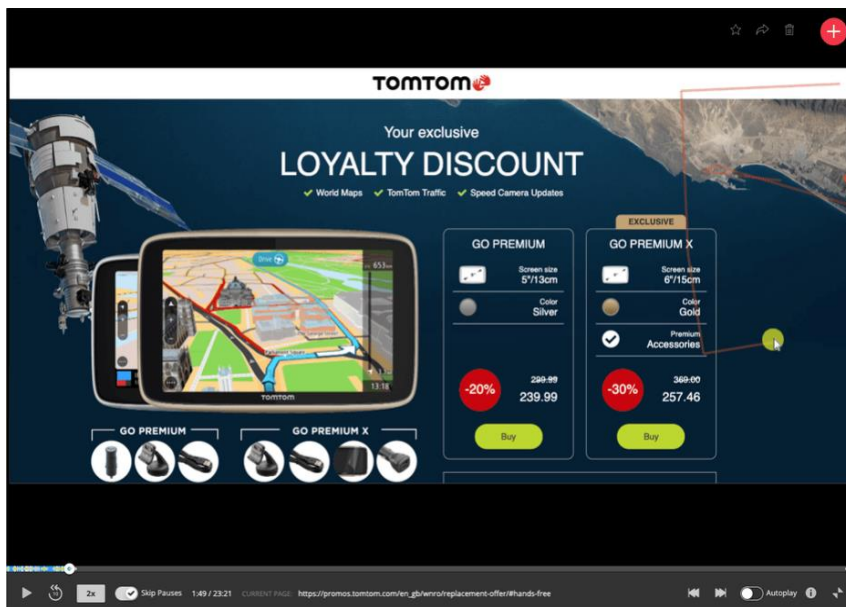 TOMTOM
Your exclusive
LOYALTY DISCOUNT
World Maps TomTom Traffic Speed Camera Updates
EXCLUSIVE
GO PREMIUM
Screen size
5"/13cm
Color
Silver
-20%
299.99
239.99
Buy
GO PREMIUM X
Screen size
6"/15cm
Color
Gold
Premium
Accessories
-30%
369.00
257.46
Buy
Drive
653m
13:18
TOMTOM
GO PREMIUM
GO PREMIUM X
2x
Skip Pauses
1:49 / 23:21
CURRENT PAGE: https://promos.tomtom.com/en_gb/wnro/replacement-offer/#hands-free
Autoplay